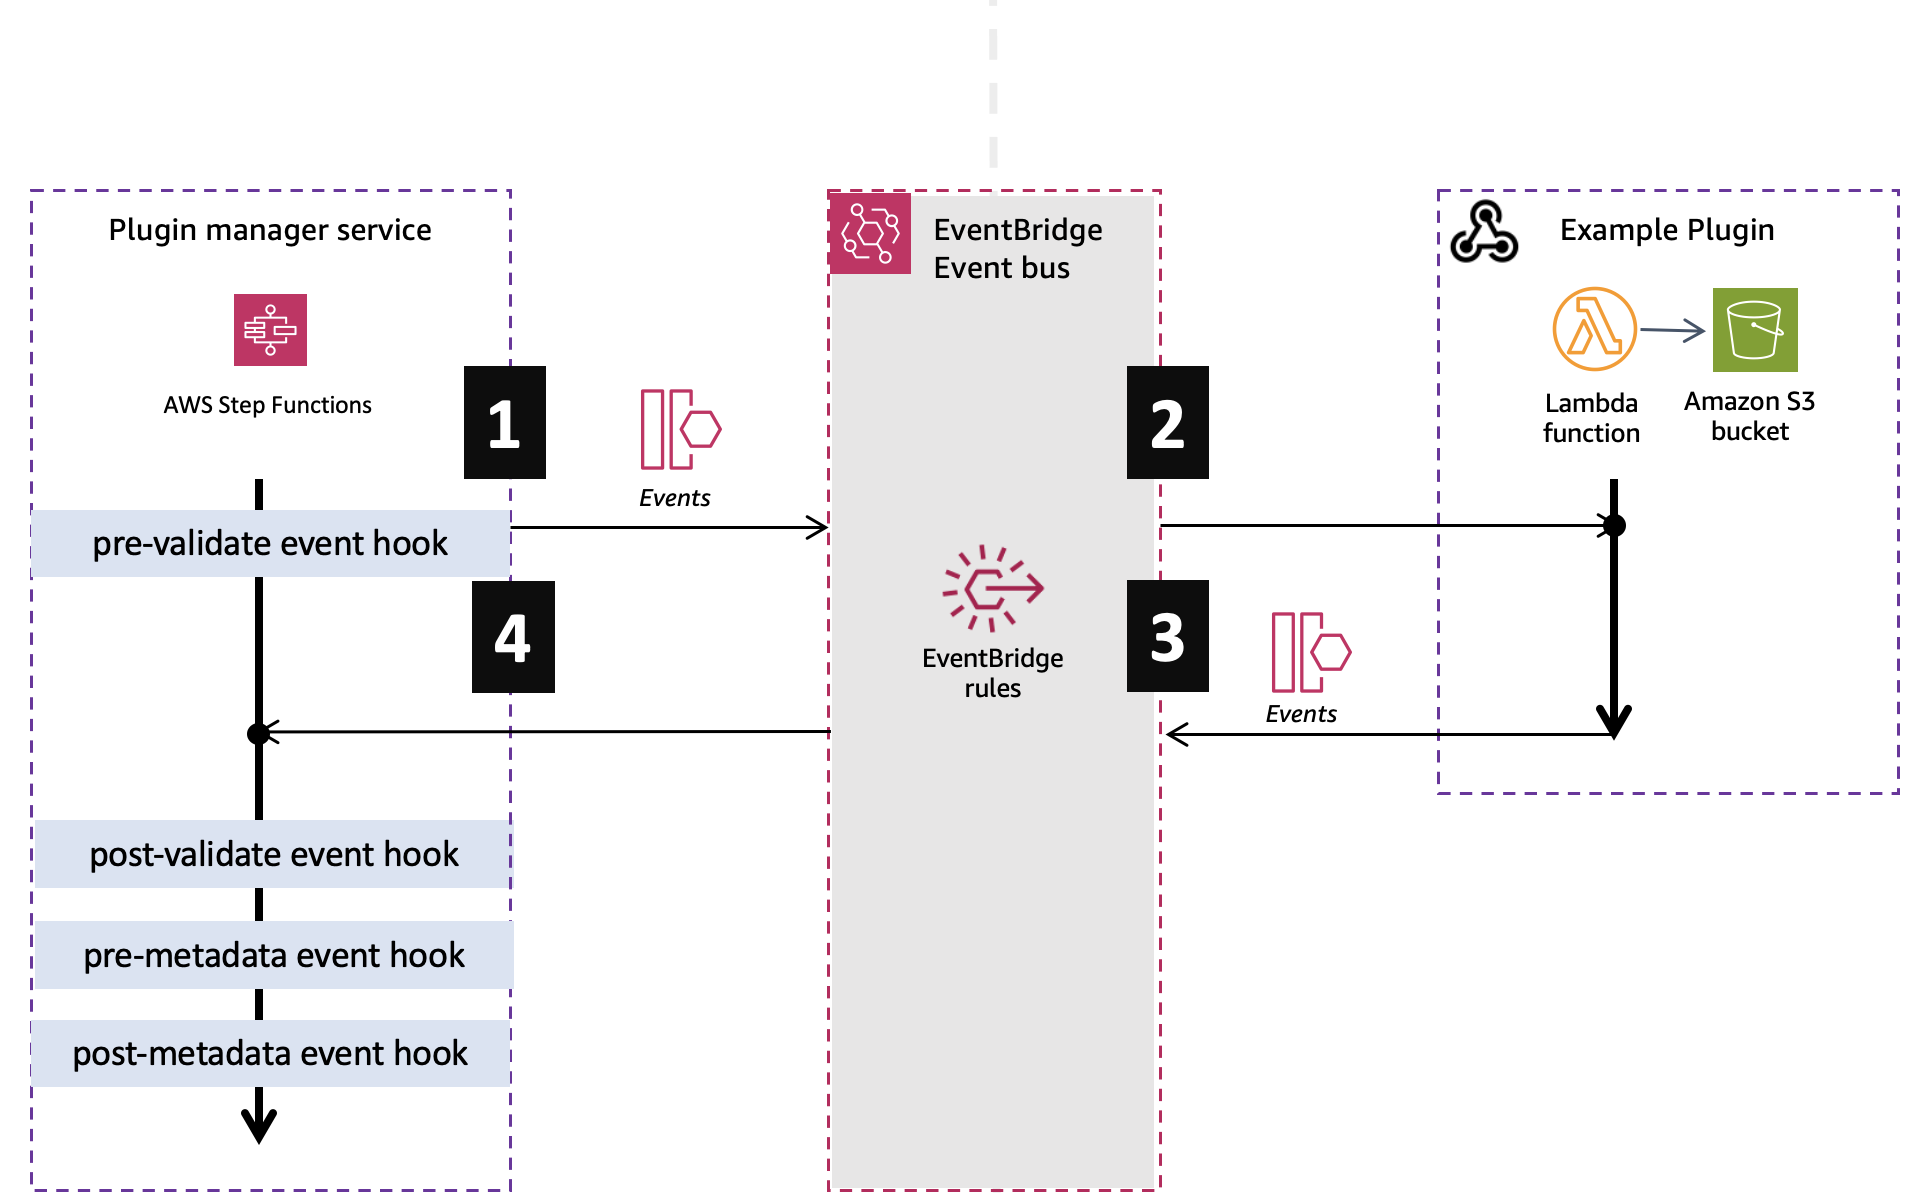 Plugin manager service
AWS Step Functions
1
Events
pre-validate event hook
4
post-validate event hook
pre-metadata event hook
post-metadata event hook
EventBridge
Event bus
EventBridge
rules
2
3
Events
Example Plugin
Lambda
function
Amazon S3
bucket